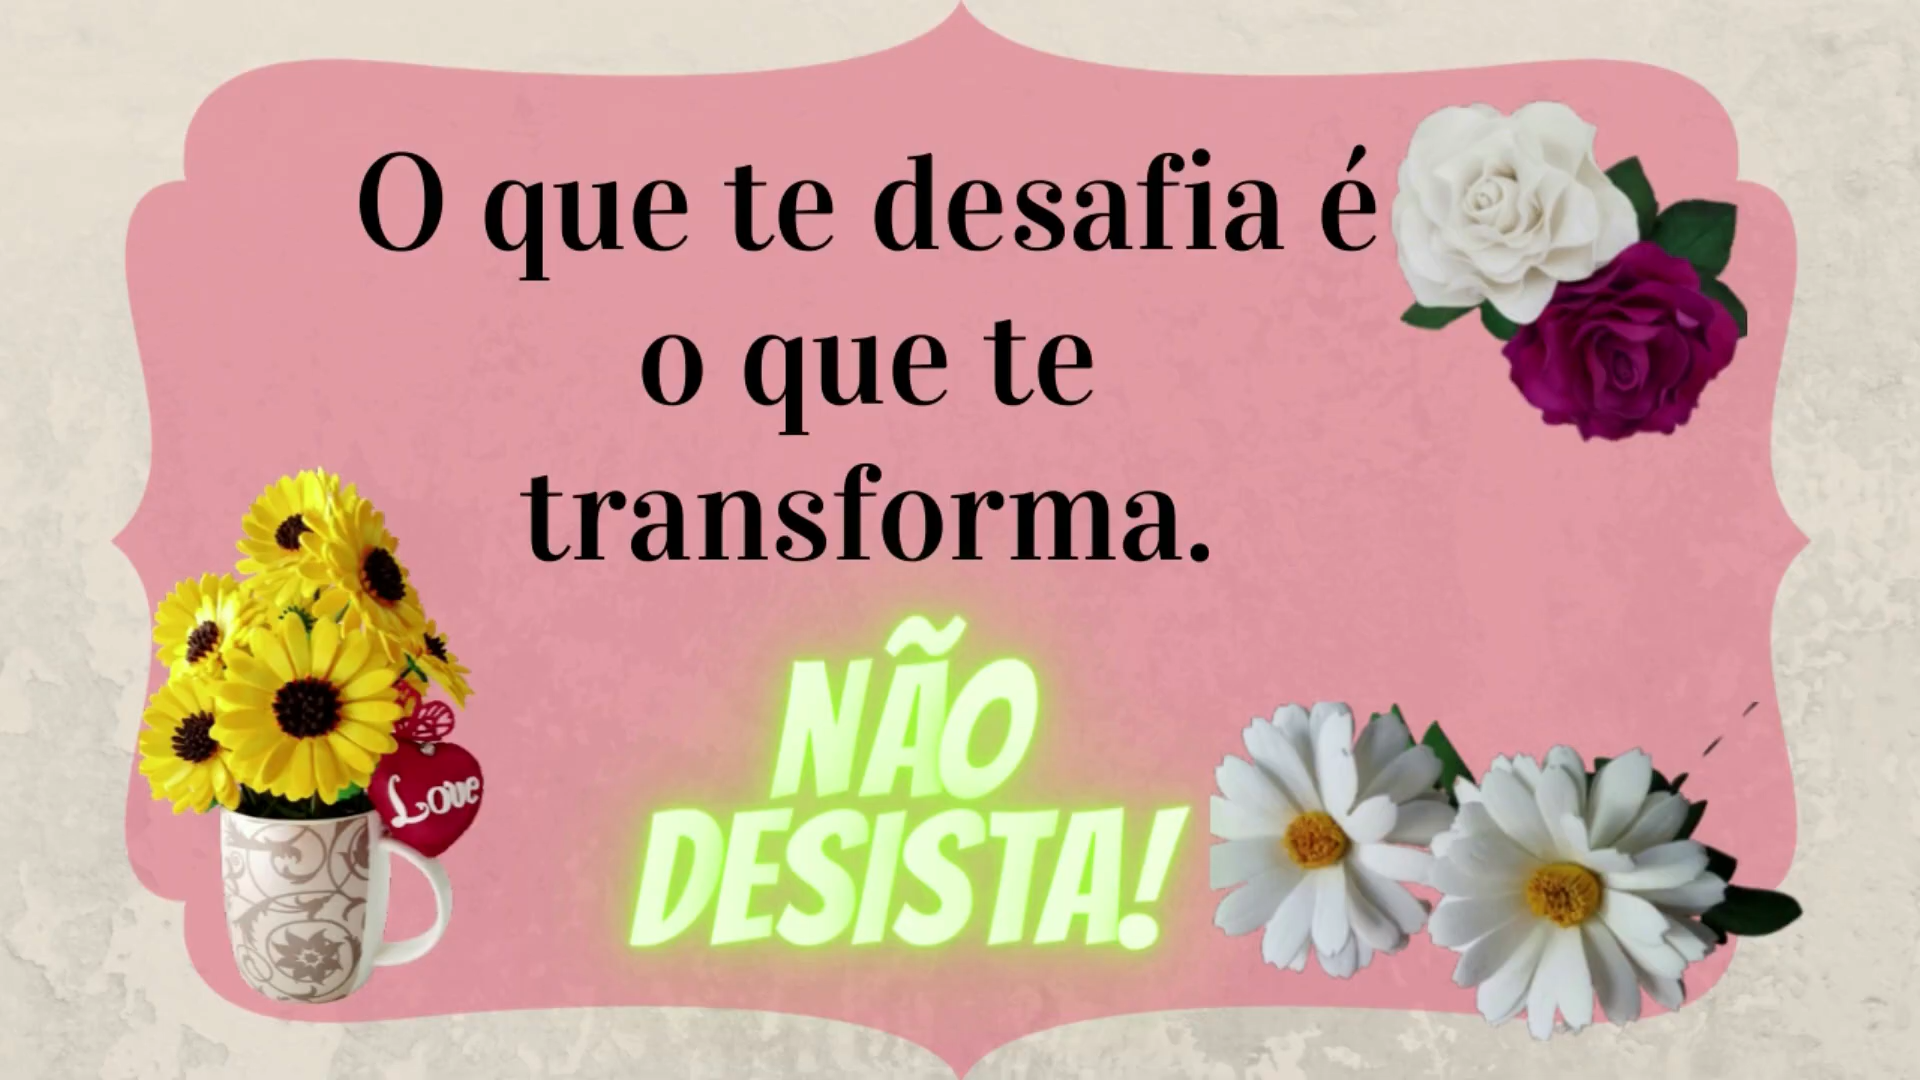 O que te desafia é
o que te
transforma.
NÃO
DESISTA!
Love